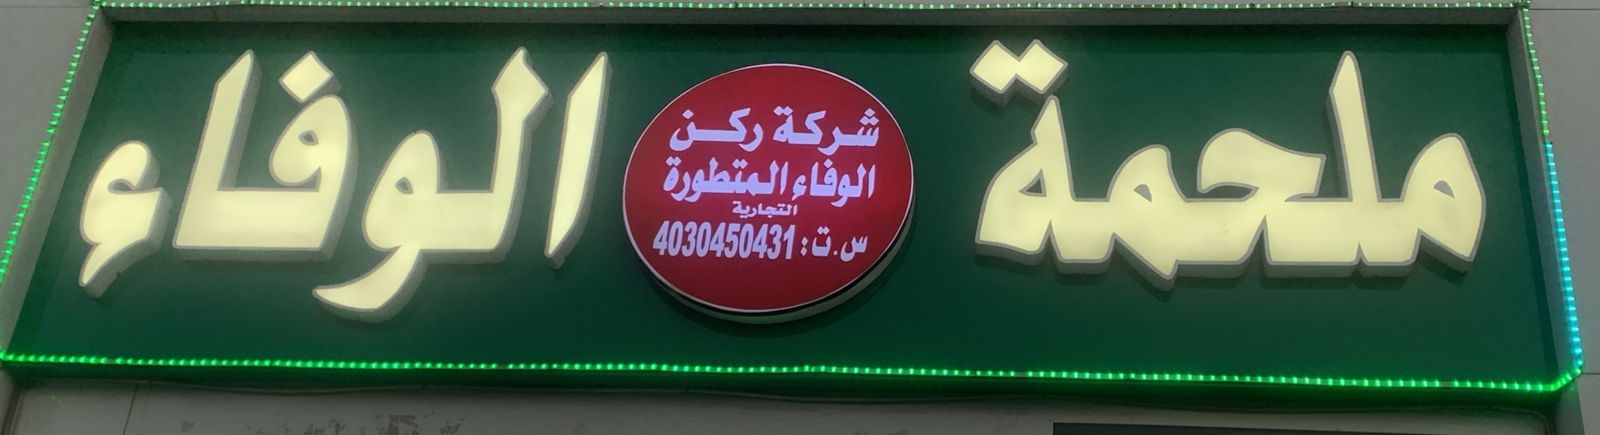 ملحمة الوفاء
شركة ركن
الوفاء المتطورة
التجارية
س.ت: 4030450431